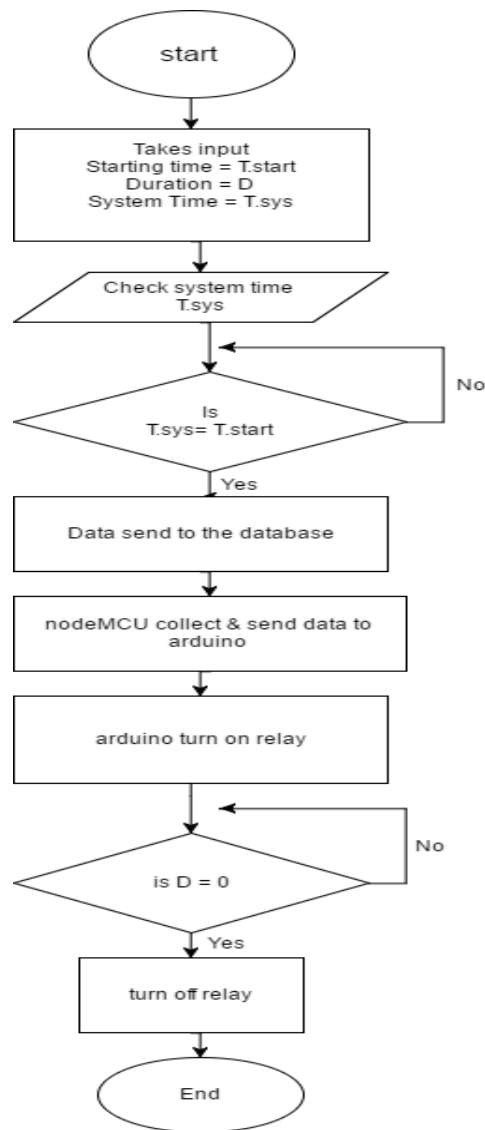 start
Takes input
Starting time = T.start
Duration = D
System Time = T.sys
Check system time
T.sys
No
Is
T.sys= T.start
Yes
Data send to the database
nodeMCU collect & send data to
arduino
arduino turn on relay
No
is D = 0
Yes
turn off relay
End